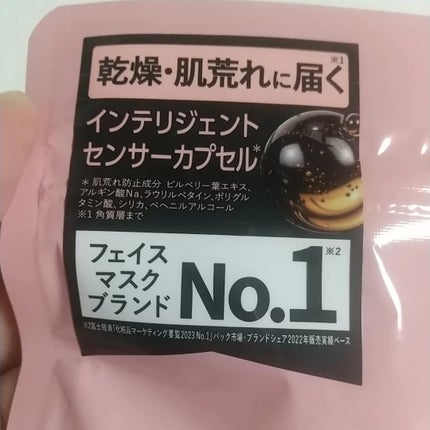 乾燥・肌荒れに届く※1
インテリジェント
センサーカプセル*
＊肌荒れ防止成分 ビルベリー葉エキス、
アルギン酸Na、ラウリルベタイン、ポリグル
タミン酸、シリカ、ベヘニルアルコール
※1 角質層まで
フェイス
マスク
ブランド
No.1※2
※2富士経済「化粧品マーケティング要覧2023 No.1」パック市場・ブランドシェア2022年販売実績ベース